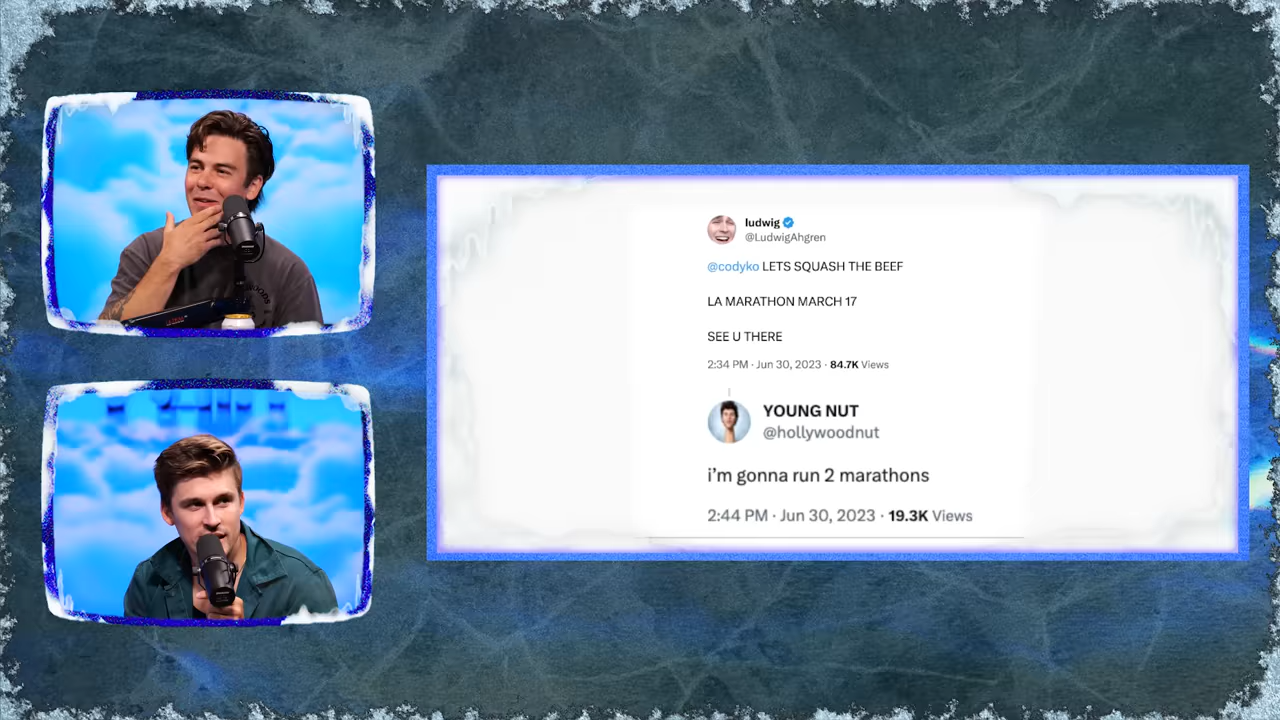 ludwig
@LudwigAhgren
@codyko LETS SQUASH THE BEEF
LA MARATHON MARCH 17
SEE U THERE
2:34 PM · Jun 30, 2023 · 84.7K Views
YOUNG NUT
@hollywoodnut
i'm gonna run 2 marathons
2:44 PM · Jun 30, 2023 · 19.3K Views